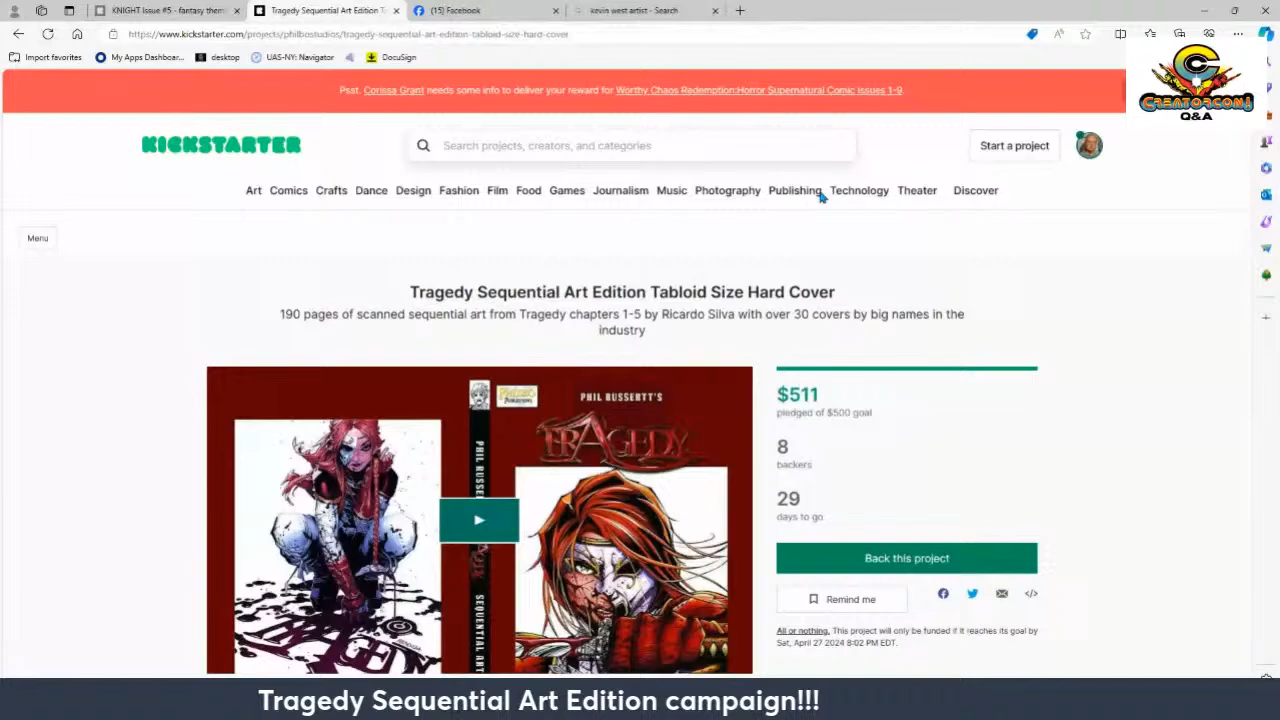 KNIGHT Issue #5 - fantasy them
Tragedy Sequential Art Edition T
(15) Facebook
kevin west artist - Search
https://www.kickstarter.com/projects/philbostudios/tragedy-sequential-art-edition-tabloid-size-hard-cover
Import favorites
My Apps Dashboar...
desktop
UAS-NY: Navigator
DocuSign
CREATORCON!
Q&A
Psst. Corissa Grant needs some info to deliver your reward for Worthy Chaos Redemption:Horror Supernatural Comic issues 1-9.
KICKSTARTER
Search projects, creators, and categories
Start a project
Art Comics Crafts Dance Design Fashion Film Food Games Journalism Music Photography Publishing Technology Theater Discover
Menu
Tragedy Sequential Art Edition Tabloid Size Hard Cover
190 pages of scanned sequential art from Tragedy chapters 1-5 by Ricardo Silva with over 30 covers by big names in the
industry
PHIL BUSSERTT'S
TRAGEDY
SEQUENTIAL ART
$511
pledged of $500 goal
8
backers
29
days to go
Back this project
Remind me
All or nothing. This project will only be funded if it reaches its goal by
Sat, April 27 2024 8:02 PM EDT.
Tragedy Sequential Art Edition campaign!!!